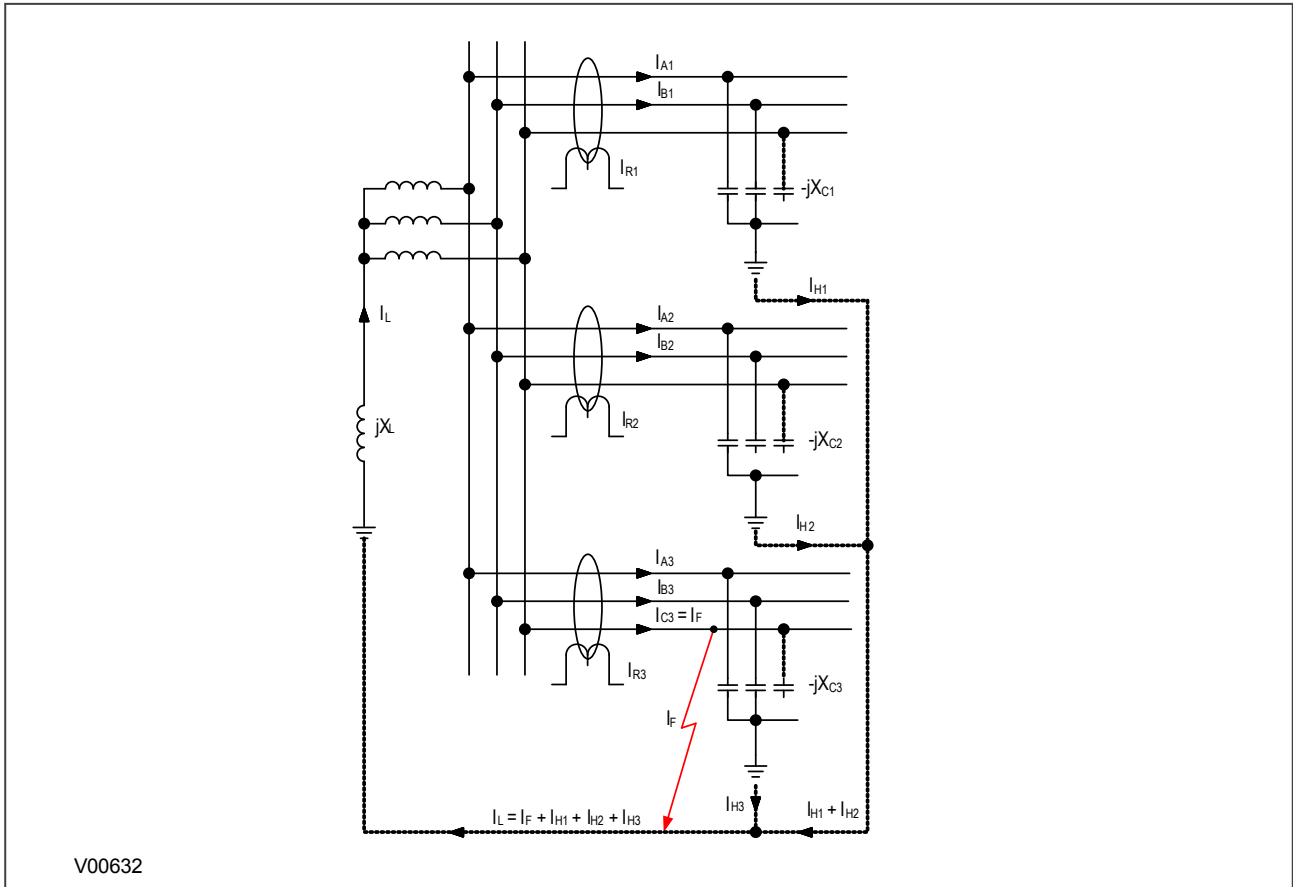 IA1
IB1
IR1
-jXC1
IH1
IL
IA2
IB2
jXL
IR2
-jXC2
IH2
IA3
IB3
IC3 = IF
IR3
-jXC3
IF
IH3
IL = IF + IH1 + IH2 + IH3
IH1 + IH2
V00632